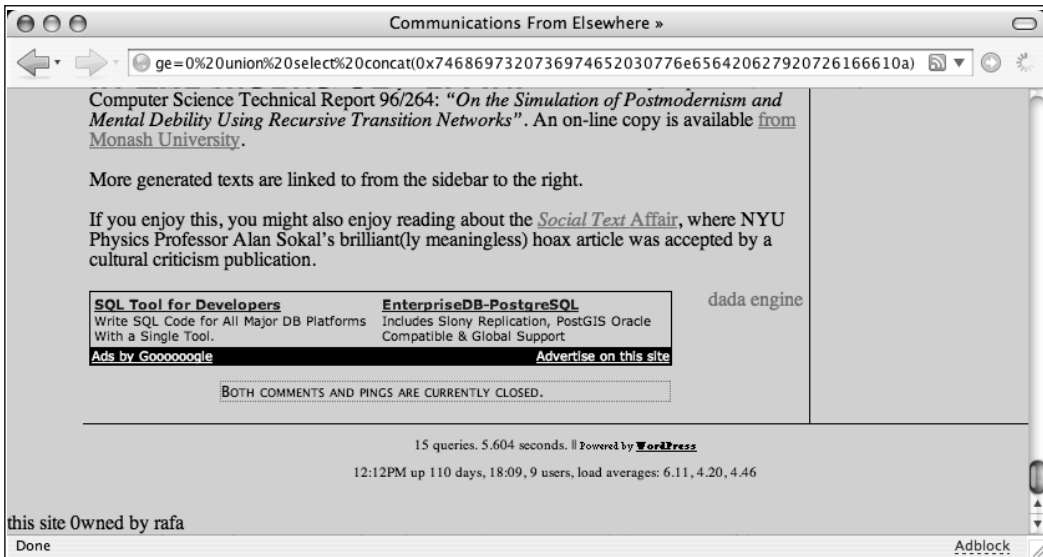 Communications From Elsewhere »
ge=0%20union%20select%20concat(0x7468697320736974652030776e656420627920726166610a)
Computer Science Technical Report 96/264: "On the Simulation of Postmodernism and
Mental Debility Using Recursive Transition Networks". An on-line copy is available from
Monash University.
More generated texts are linked to from the sidebar to the right.
If you enjoy this, you might also enjoy reading about the Social Text Affair, where NYU
Physics Professor Alan Sokal's brilliant(ly meaningless) hoax article was accepted by a
cultural criticism publication.
SQL Tool for Developers
Write SQL Code for All Major DB Platforms
With a Single Tool.
EnterpriseDB-PostgreSQL
Includes Slony Replication, PostGIS Oracle
Compatible & Global Support
dada engine
Ads by Goooooogle
Advertise on this site
Both comments and pings are currently closed.
15 queries. 5.604 seconds. || Powered by WordPress
12:12PM up 110 days, 18:09, 9 users, load averages: 6.11, 4.20, 4.46
this site 0wned by rafa
Done
Adblock